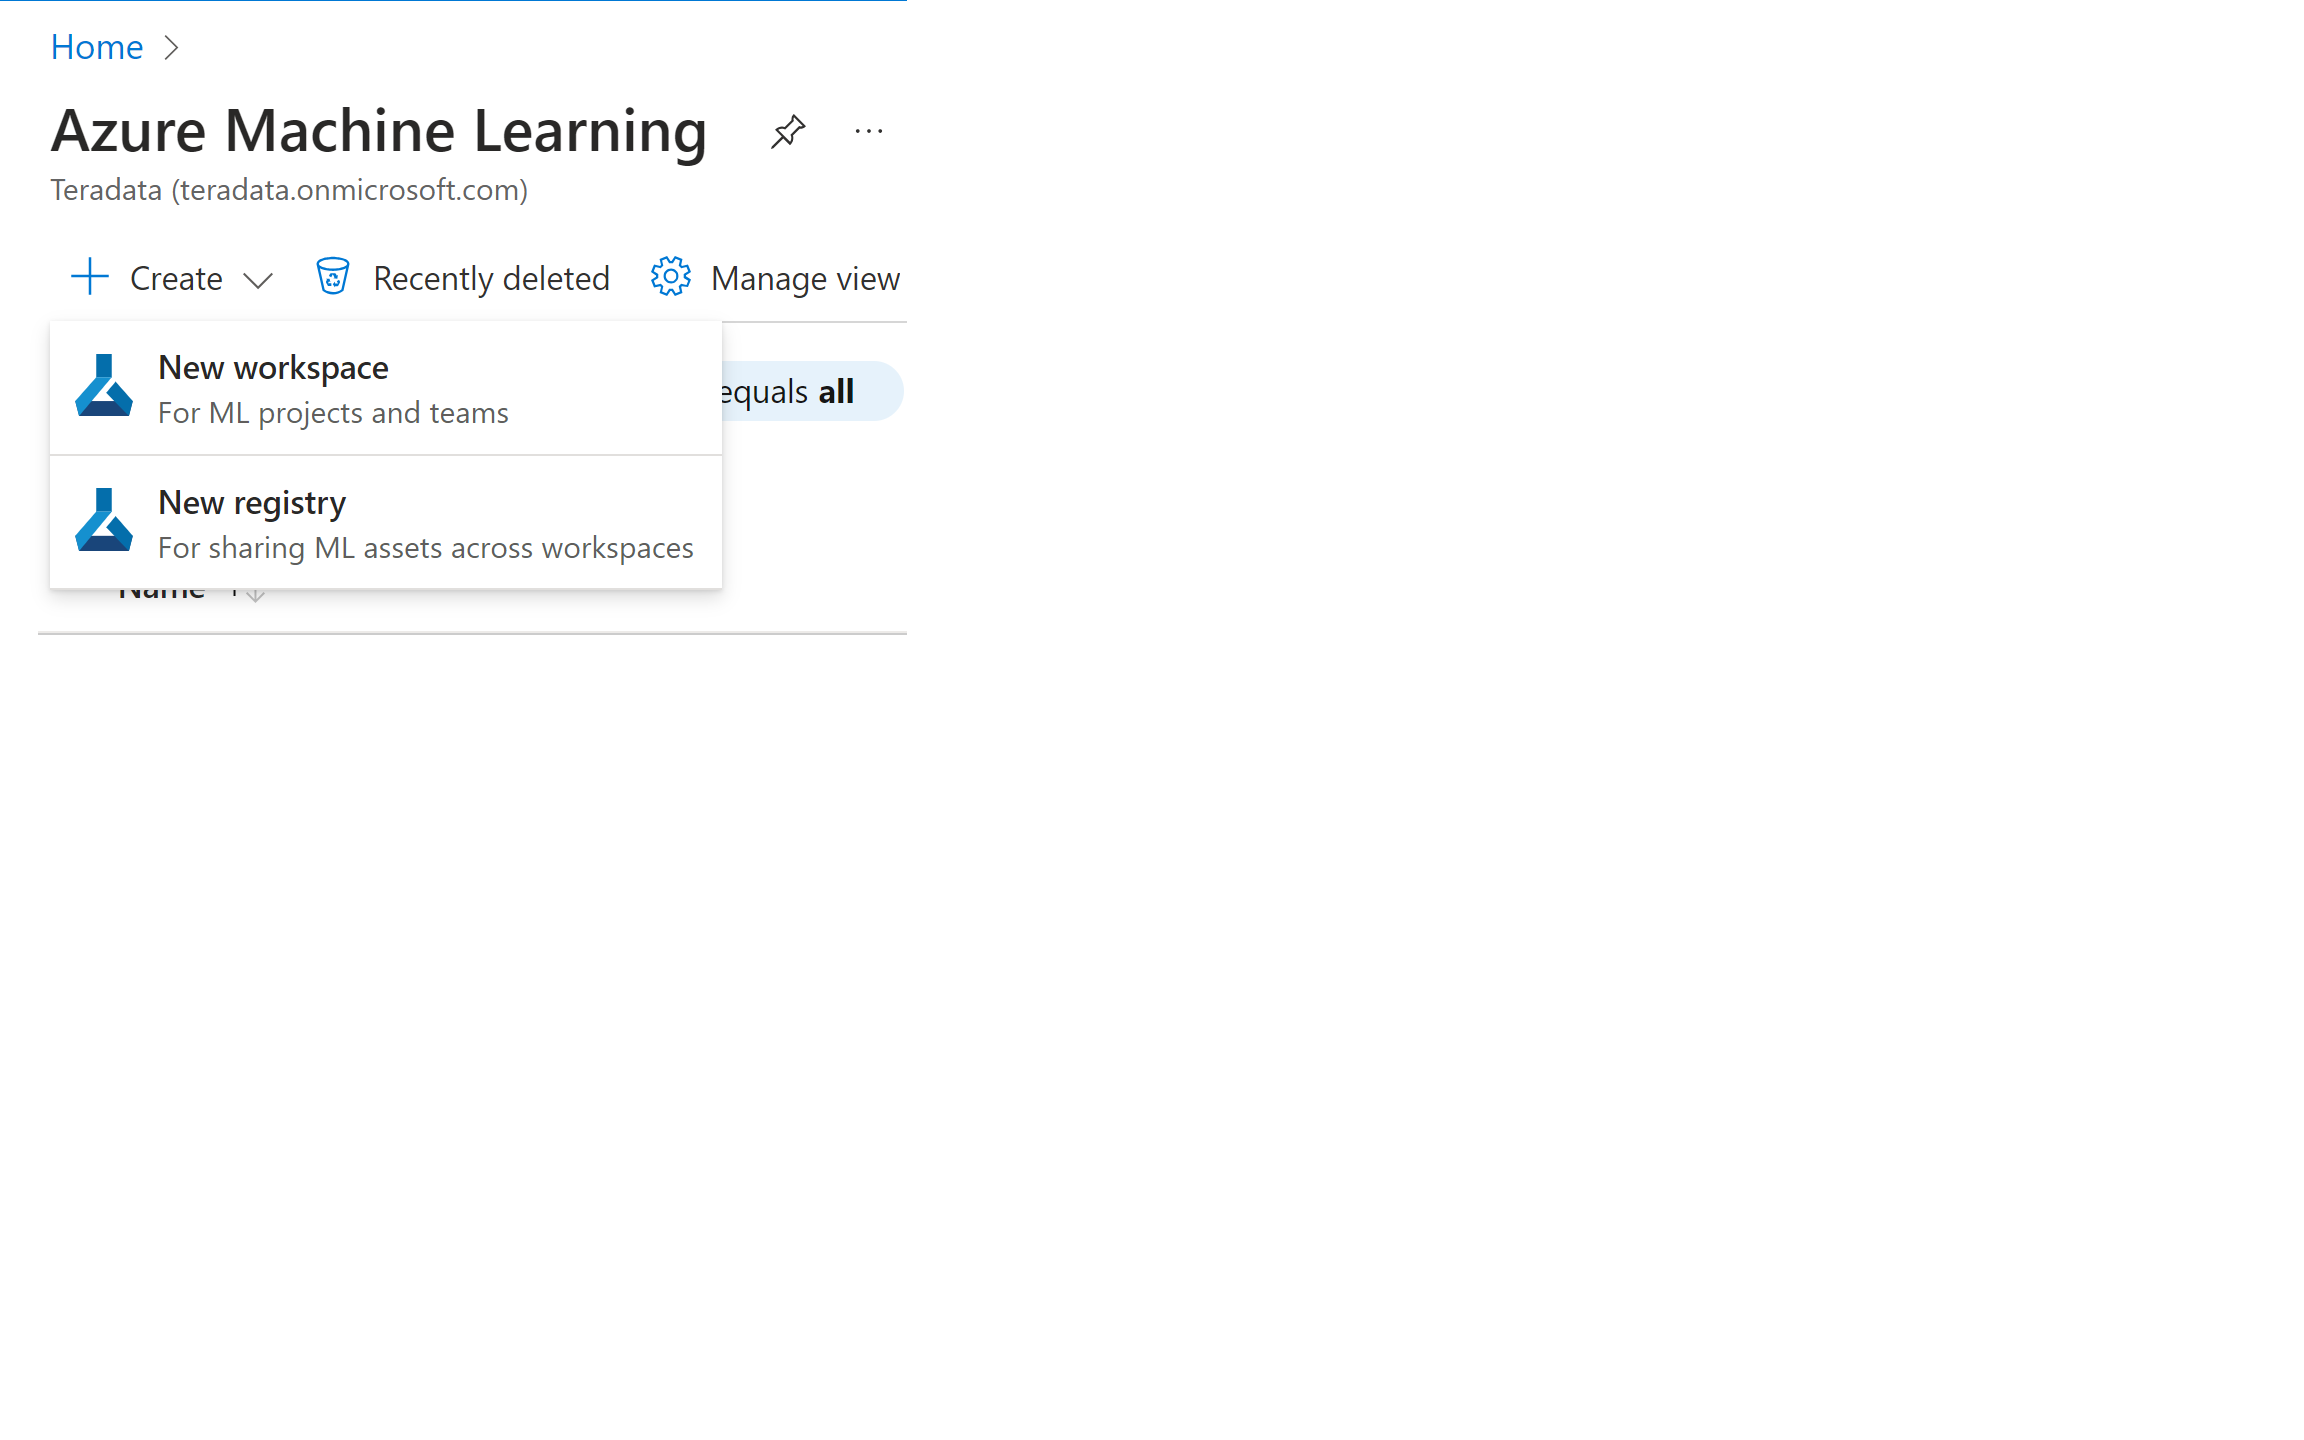 Home
Azure Machine Learning
Teradata (teradata.onmicrosoft.com)
Create
Recently deleted
Manage view
New workspace
For ML projects and teams
equals all
New registry
For sharing ML assets across workspaces
Name